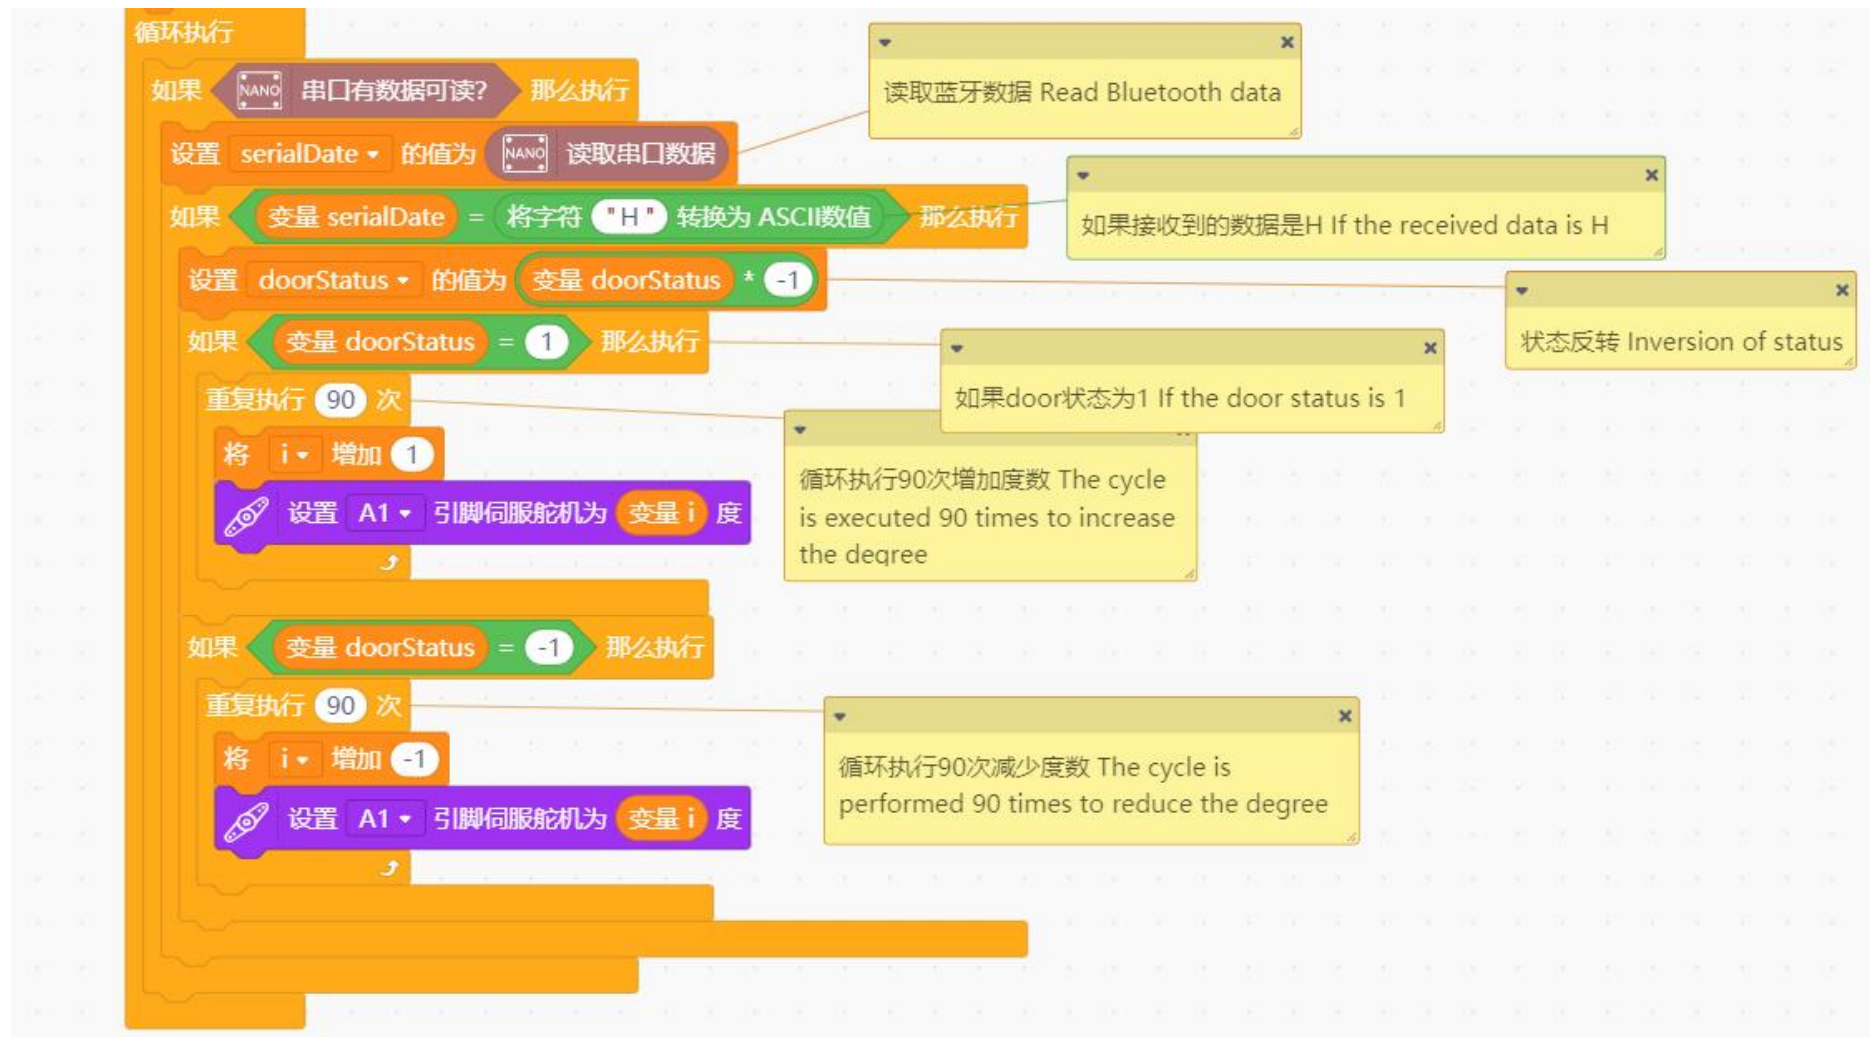 循环执行
如果 NANO 串口有数据可读? 那么执行
设置 serialDate 的值为 NANO 读取串口数据
如果 变量 serialDate = 将字符 "H" 转换为 ASCII数值 那么执行
设置 doorStatus 的值为 变量 doorStatus * -1
如果 变量 doorStatus = 1 那么执行
重复执行 90 次
将 i 增加 1
设置 A1 引脚伺服舵机为 变量 i 度
如果 变量 doorStatus = -1 那么执行
重复执行 90 次
将 i 增加 -1
设置 A1 引脚伺服舵机为 变量 i 度
读取蓝牙数据 Read Bluetooth data
如果接收到的数据是H If the received data is H
状态反转 Inversion of status
如果door状态为1 If the door status is 1
循环执行90次增加度数 The cycle
is executed 90 times to increase
the degree
循环执行90次减少度数 The cycle is
performed 90 times to reduce the degree